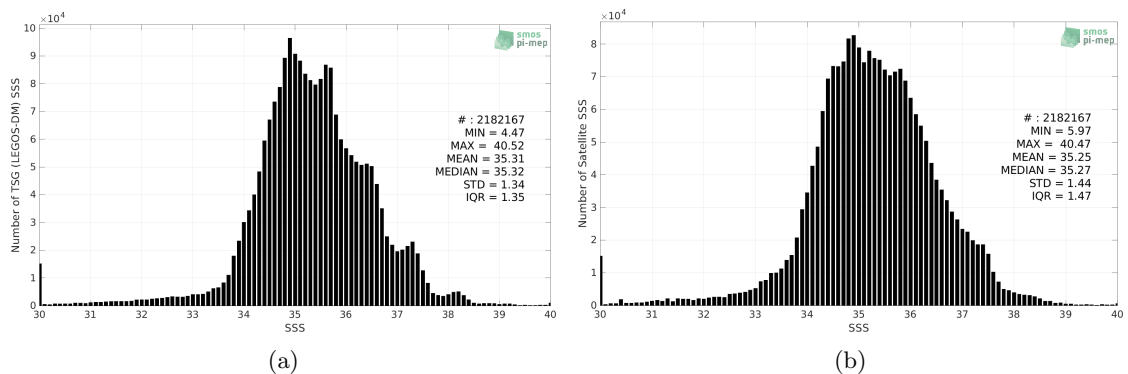 ×10⁴
10
9
8
7
6
5
4
3
2
1
0
30 31 32 33 34 35 36 37 38 39 40
SSS
Number of TSG (LEGOS-DM) SSS
smos
pi-mep
# : 2182167
MIN = 4.47
MAX = 40.52
MEAN = 35.31
MEDIAN = 35.32
STD = 1.34
IQR = 1.35
(a)
×10⁴
8
7
6
5
4
3
2
1
0
30 31 32 33 34 35 36 37 38 39 40
SSS
Number of Satellite SSS
smos
pi-mep
# : 2182167
MIN = 5.97
MAX = 40.47
MEAN = 35.25
MEDIAN = 35.27
STD = 1.44
IQR = 1.47
(b)